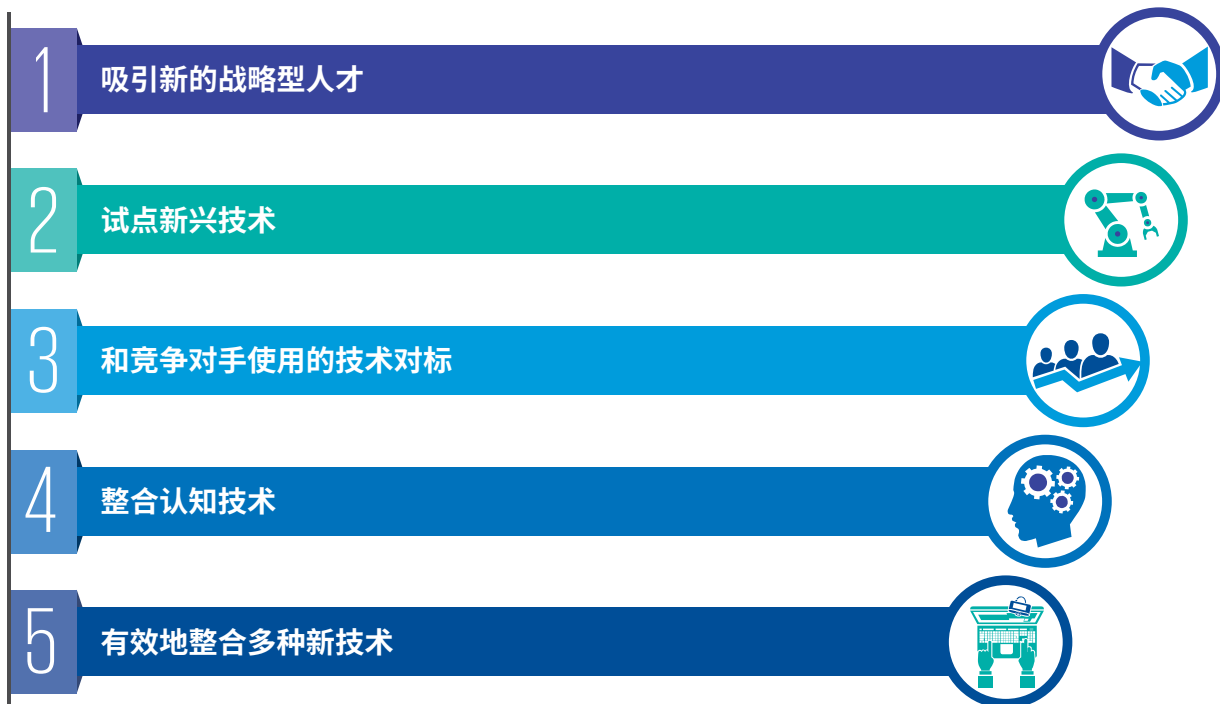 1
吸引新的战略型人才
2
试点新兴技术
3
和竞争对手使用的技术对标
4
整合认知技术
5
有效地整合多种新技术